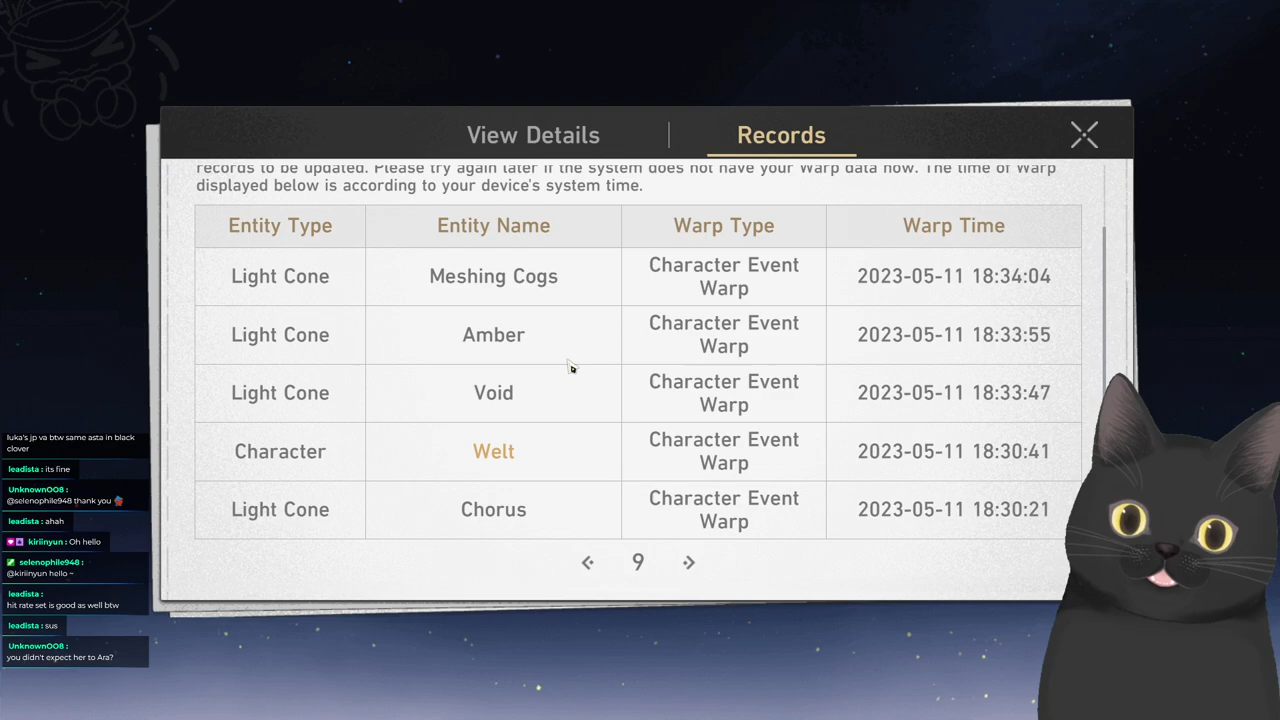 View Details
Records
records to be updated. Please try again later if the system does not have your Warp data now. The time of Warp
displayed below is according to your device's system time.
Entity Type Entity Name Warp Type Warp Time
Light Cone Meshing Cogs Character Event Warp 2023-05-11 18:34:04
Light Cone Amber Character Event Warp 2023-05-11 18:33:55
Light Cone Void Character Event Warp 2023-05-11 18:33:47
Character Welt Character Event Warp 2023-05-11 18:30:41
Light Cone Chorus Character Event Warp 2023-05-11 18:30:21
9
luka's jp va btw same asta in black
clover
leadista : its fine
UnknownOO8 :
@selenophile948 thank you
leadista : ahah
kiriinyun : Oh hello
selenophile948 :
@kiriinyun hello ~
leadista :
hit rate set is good as well btw
leadista : sus
UnknownOO8 :
you didn't expect her to Ara?